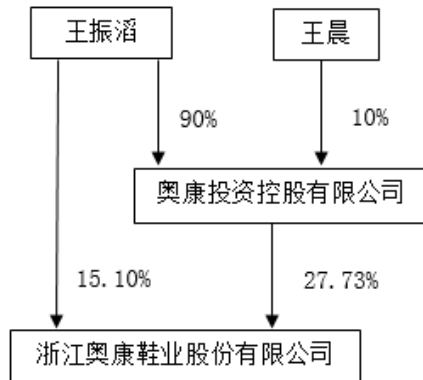 王振滔
王晨
90%
10%
奥康投资控股有限公司
15.10%
27.73%
浙江奥康鞋业股份有限公司